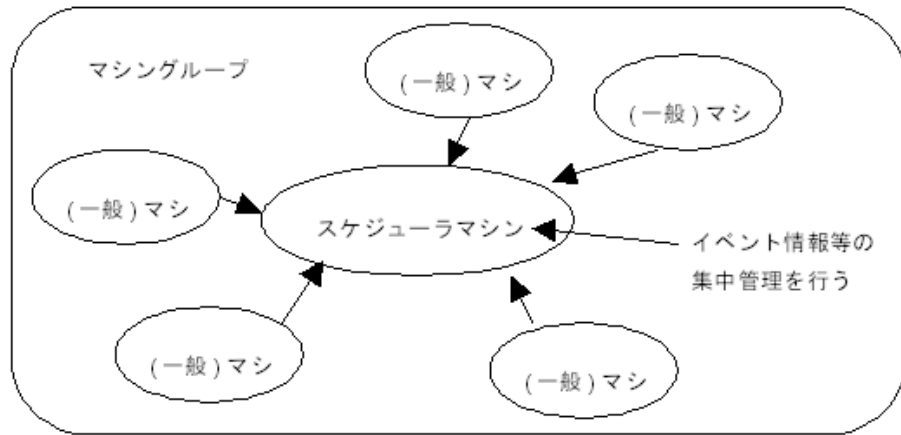 マシングループ
(一般)マシ
(一般)マシ
(一般)マシ
スケジューラマシン
イベント情報等の
集中管理を行う
(一般)マシ
(一般)マシ